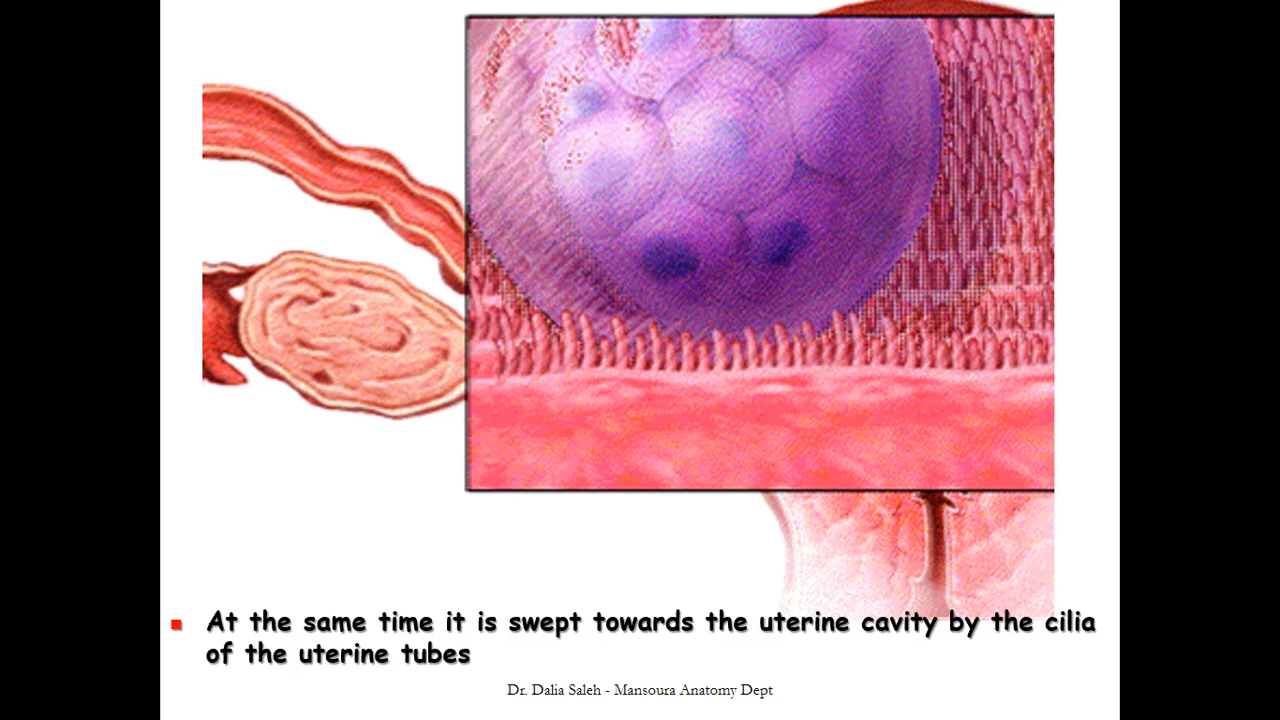 At the same time it is swept towards the uterine cavity by the cilia
of the uterine tubes
Dr. Dalia Saleh - Mansoura Anatomy Dept